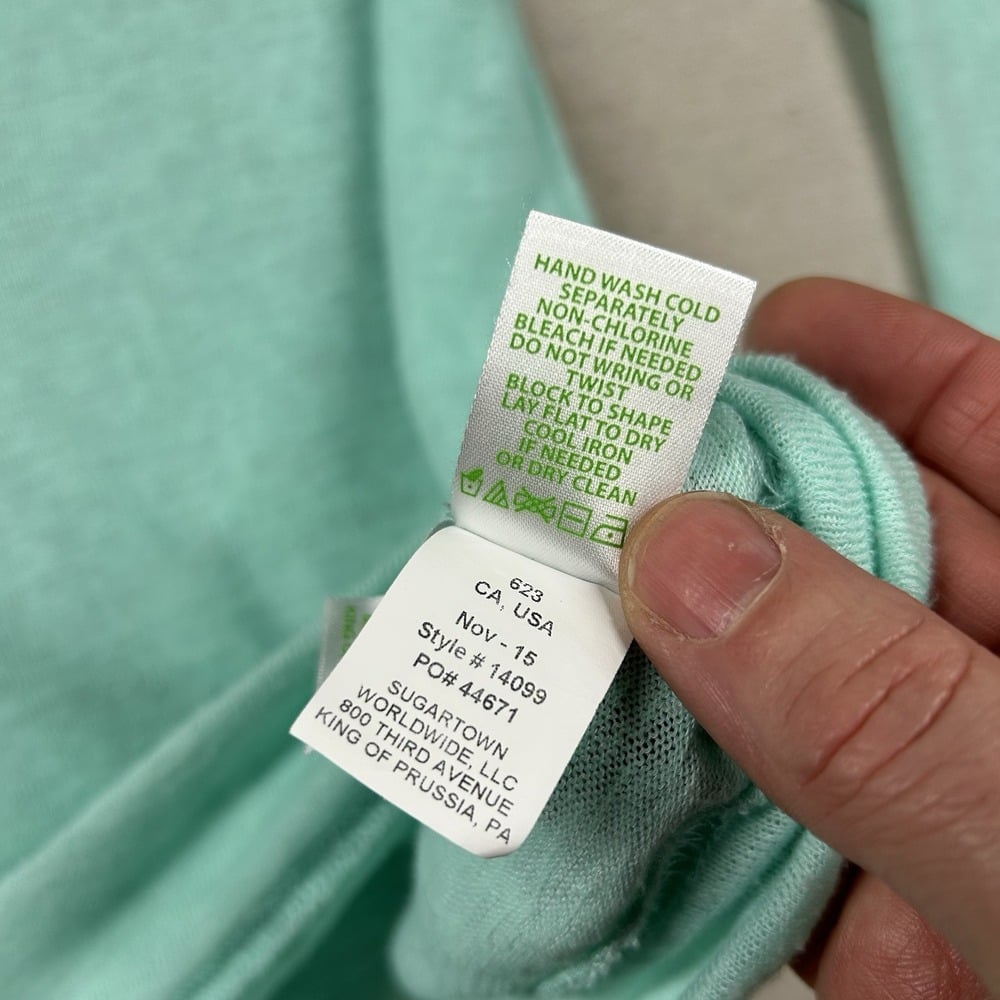 HAND WASH COLD
SEPARATELY
NON-CHLORINE
BLEACH IF NEEDED
DO NOT WRING OR
TWIST
BLOCK TO SHAPE
LAY FLAT TO DRY
COOL IRON
IF NEEDED
OR DRY CLEAN
623
CA, USA
Nov - 15
Style # 14099
PO# 44671
SUGARTOWN
WORLDWIDE, LLC
800 THIRD AVENUE
KING OF PRUSSIA, PA